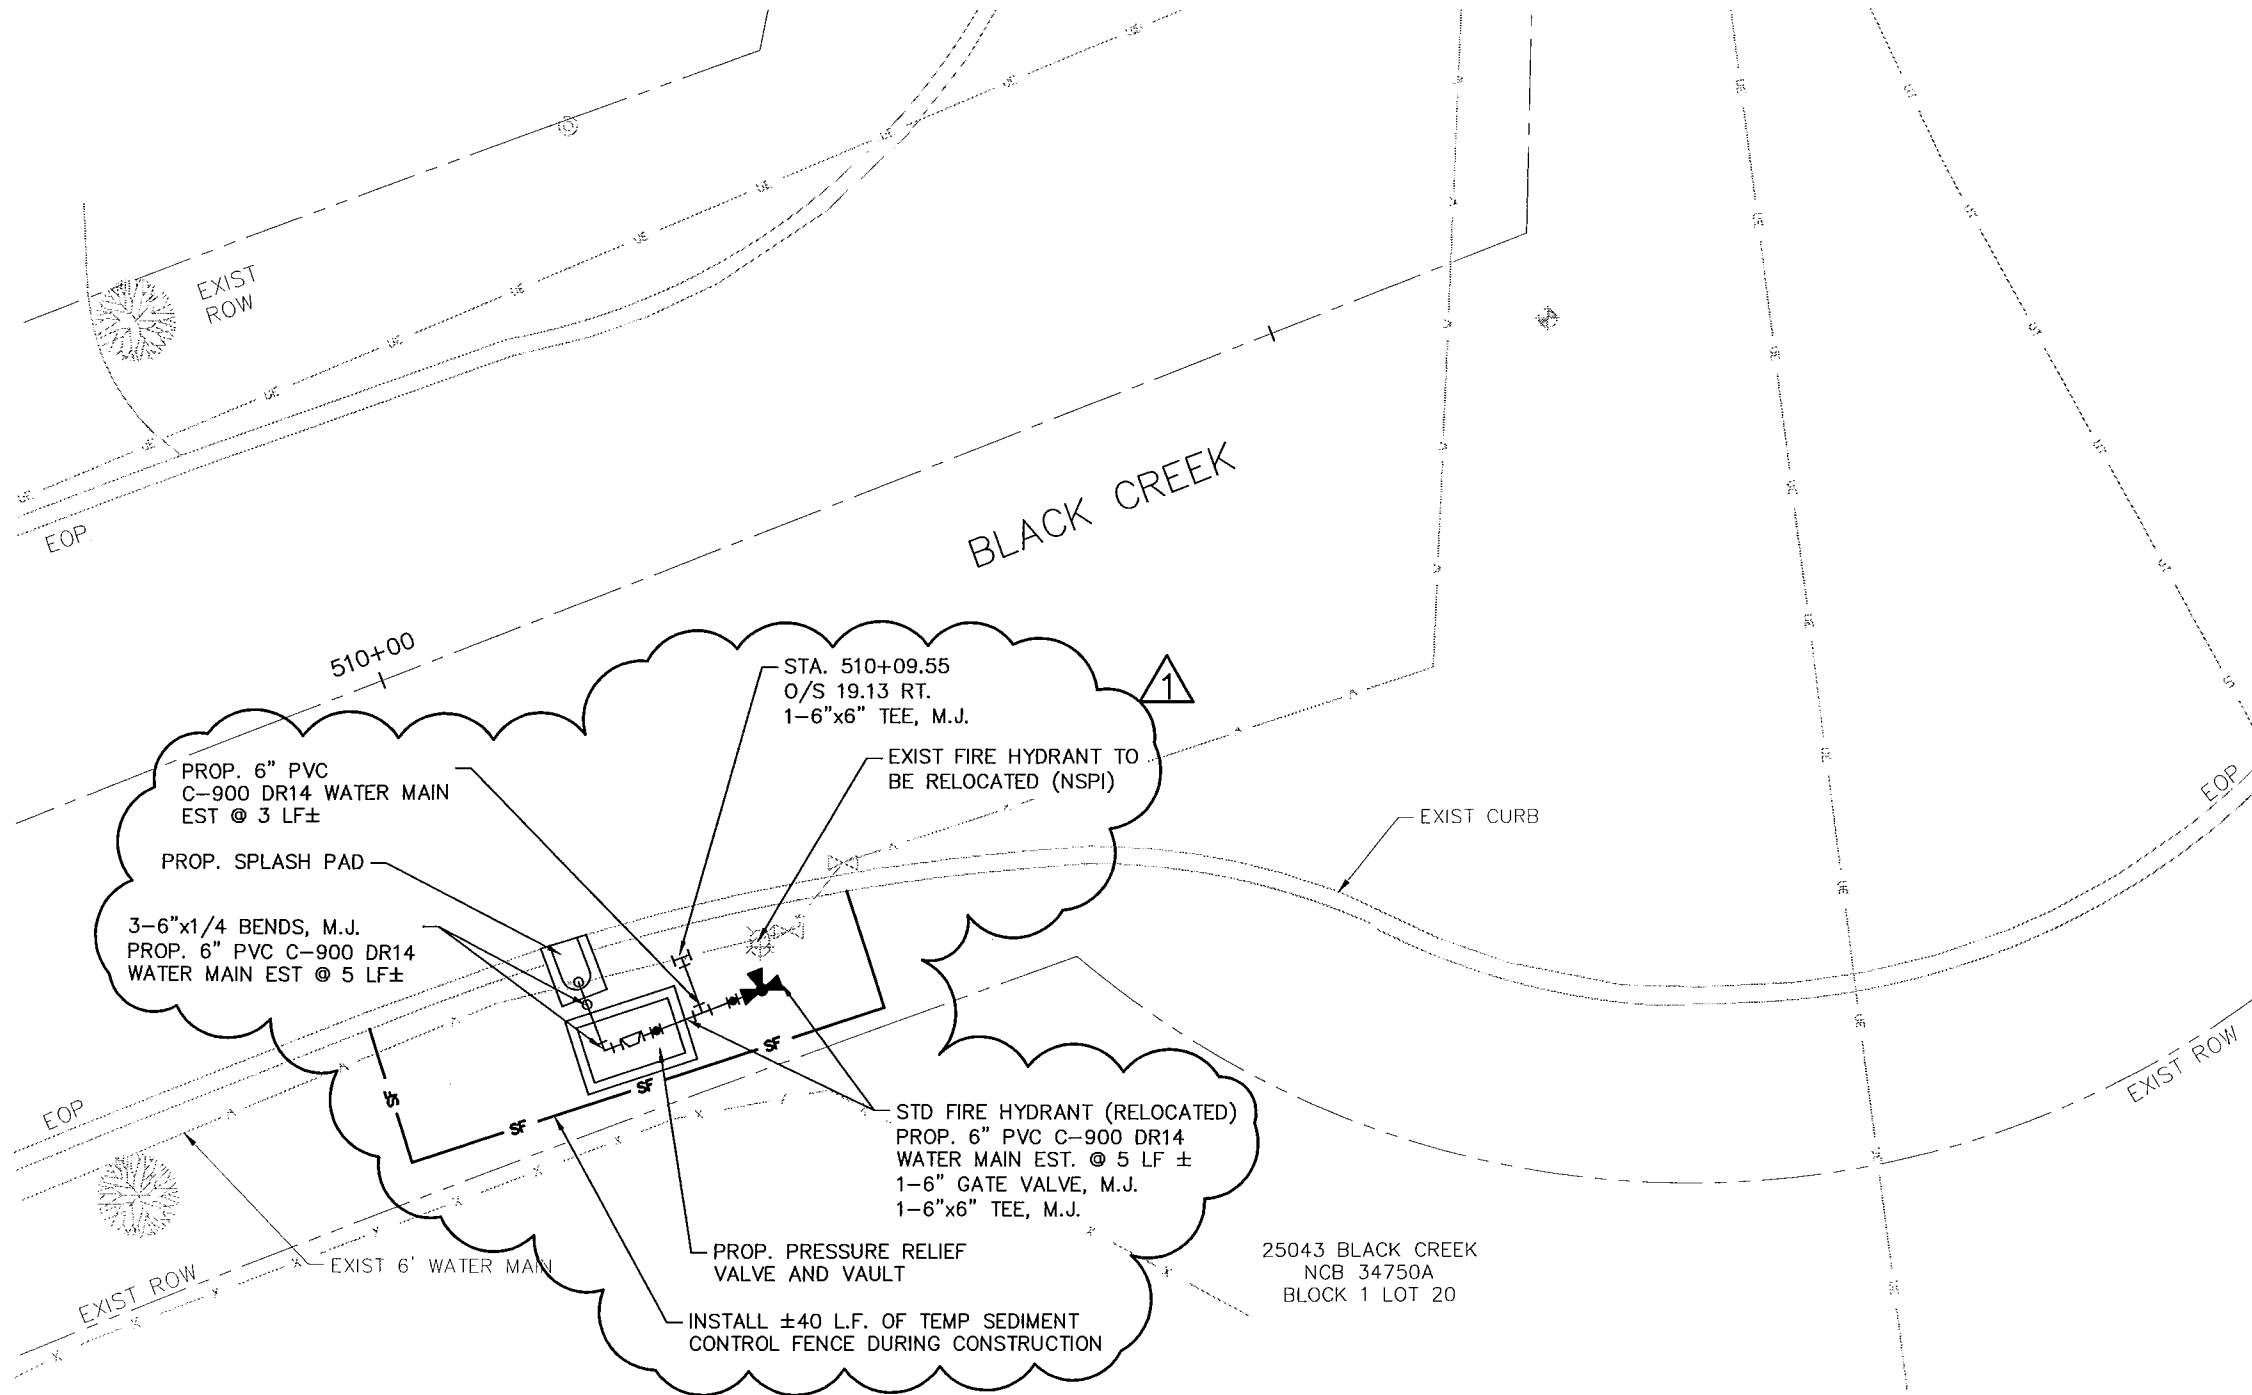 EXIST
ROW
EOP
BLACK CREEK
510+00
STA. 510+09.55
O/S 19.13 RT.
1-6"x6" TEE, M.J.
1
EXIST FIRE HYDRANT TO
BE RELOCATED (NSPI)
PROP. 6" PVC
C-900 DR14 WATER MAIN
EST @ 3 LF±
PROP. SPLASH PAD
3-6"x1/4 BENDS, M.J.
PROP. 6" PVC C-900 DR14
WATER MAIN EST @ 5 LF±
EXIST CURB
EOP
EOP
SF
SF
SF
SF
STD FIRE HYDRANT (RELOCATED)
PROP. 6" PVC C-900 DR14
WATER MAIN EST. @ 5 LF ±
1-6" GATE VALVE, M.J.
1-6"x6" TEE, M.J.
EXIST ROW
PROP. PRESSURE RELIEF
VALVE AND VAULT
EXIST 6' WATER MAIN
EXIST ROW
INSTALL ±40 L.F. OF TEMP SEDIMENT
CONTROL FENCE DURING CONSTRUCTION
25043 BLACK CREEK
NCB 34750A
BLOCK 1 LOT 20